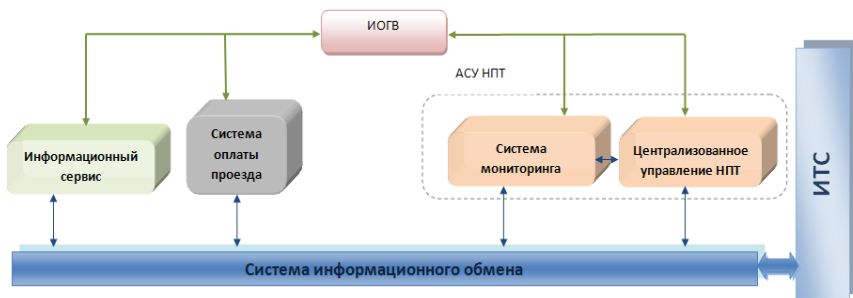 ИОГВ
АСУ НПТ
Информационный
сервис
Система
оплаты
проезда
Система
мониторинга
Централизованное
управление НПТ
ИТС
Система информационного обмена